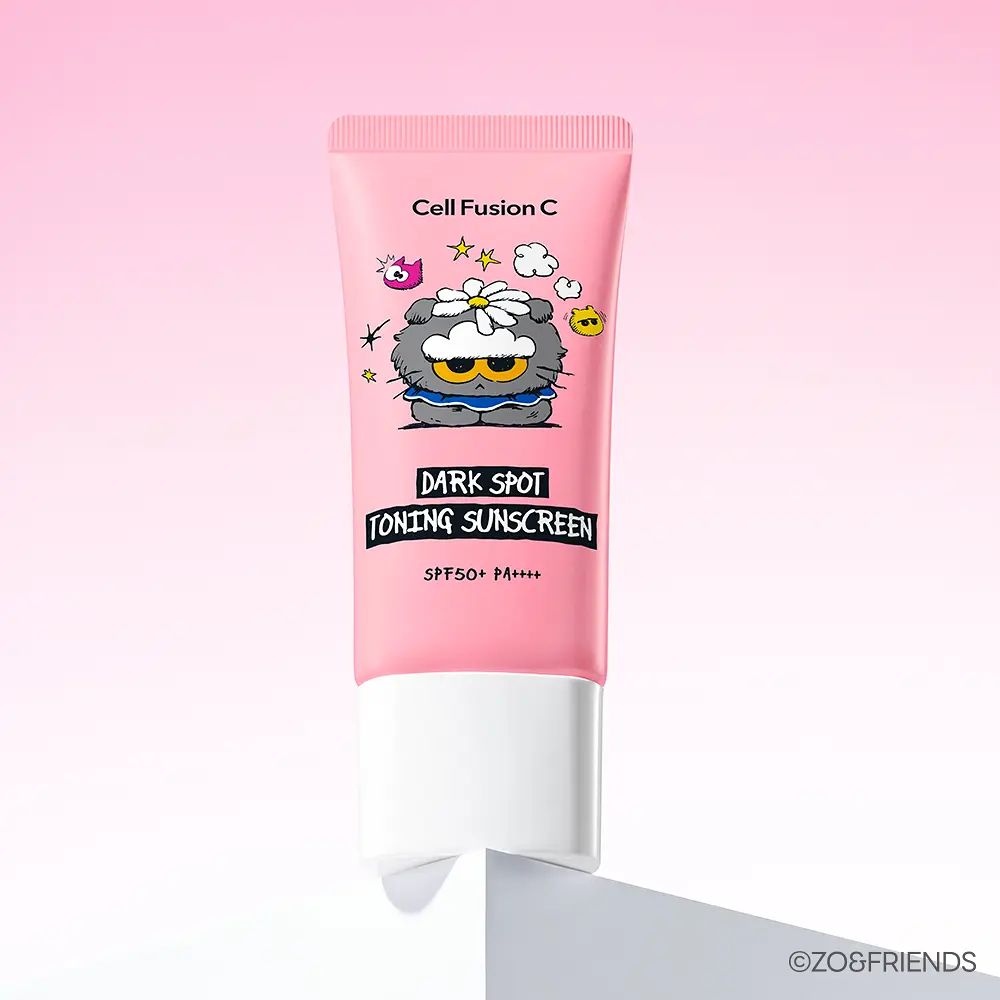 Cell Fusion C
DARK SPOT
TONING SUNSCREEN
SPF50+ PA++++
©ZO&FRIENDS